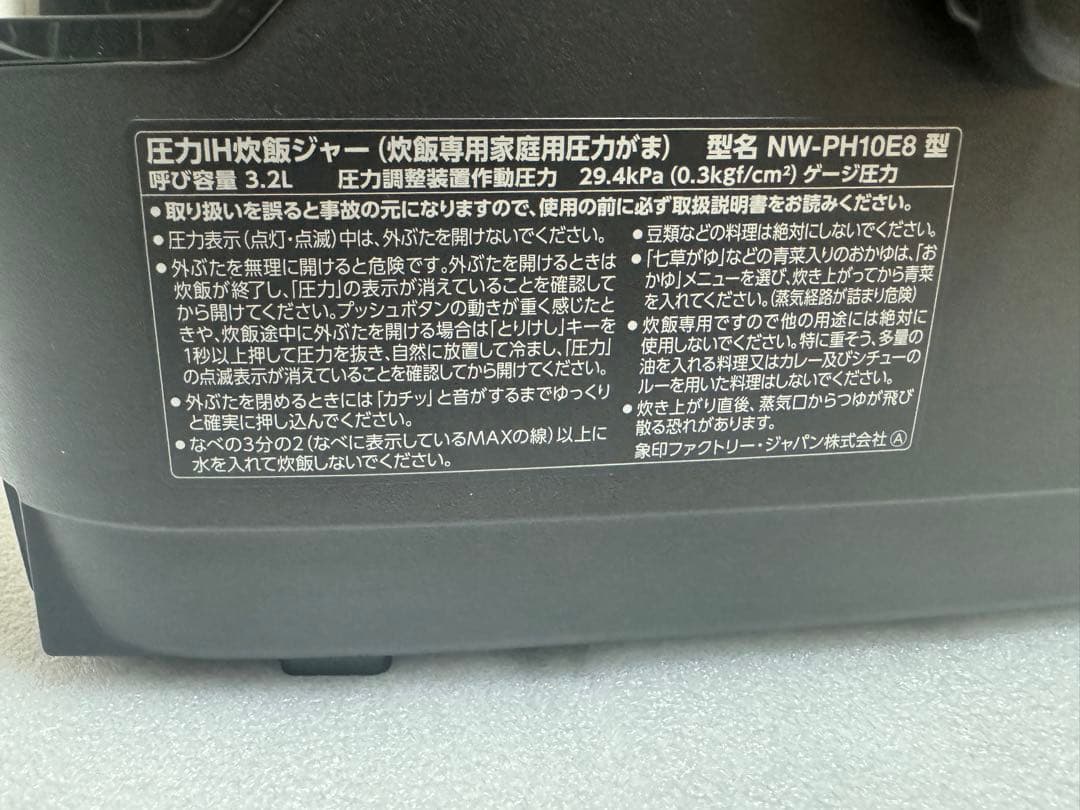 圧力IH炊飯ジャー(炊飯専用家庭用圧力がま) 型名 NW-PH10E8 型
呼び容量 3.2L 圧力調整装置作動圧力 29.4kPa (0.3kgf/cm²) ゲージ圧力
●取り扱いを誤ると事故の元になりますので、使用の前に必ず取扱説明書をお読みください。
●圧力表示(点灯・点滅)中は、外ぶたを開けないでください。
●外ぶたを無理に開けると危険です。外ぶたを開けるときは
炊飯が終了し、「圧力」の表示が消えていることを確認して
から開けてください。プッシュボタンの動きが重く感じたと
きや、炊飯途中に外ぶたを開ける場合は「とりけし」キーを
1秒以上押して圧力を抜き、自然に放置して冷まし、「圧力」
の点滅表示が消えていることを確認してから開けてください。
●外ぶたを閉めるときには「カチッ」と音がするまでゆっくり
と確実に押し込んでください。
●なべの3分の2(なべに表示しているMAXの線)以上に
水を入れて炊飯しないでください。
●豆類などの料理は絶対にしないでください。
●「七草がゆ」などの青菜入りのおかゆは、「お
かゆ」メニューを選び、炊き上がってから青菜
を入れてください。(蒸気経路が詰まり危険)
●炊飯専用ですので他の用途には絶対に
使用しないでください。特に重そう、多量の
油を入れる料理又はカレー及びシチューの
ルーを用いた料理はしないでください。
●炊き上がり直後、蒸気口からつゆが飛び
散る恐れがあります。
象印ファクトリー・ジャパン株式会社 Ⓐ